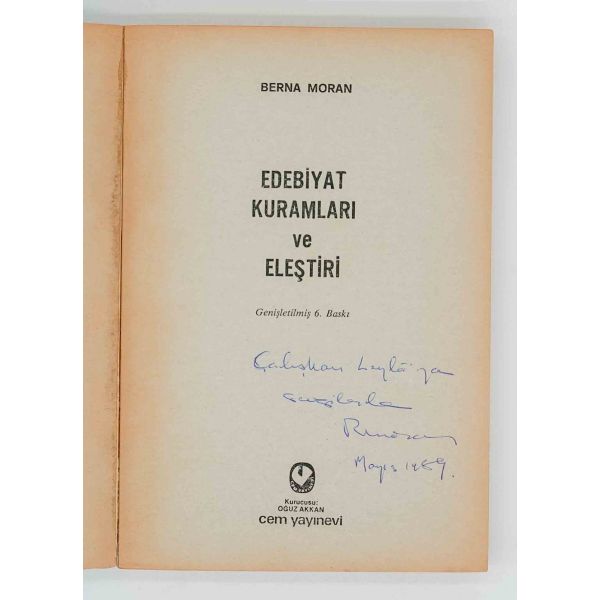 BERNA MORAN
EDEBİYAT
KURAMLARI
ve
ELEŞTİRİ
Genişletilmiş 6. Baskı
Çalışkan Leylâ'ya
sevgilerle
Mayıs 1989.
Kurucusu:
OĞUZ AKKAN
cem yayınevi